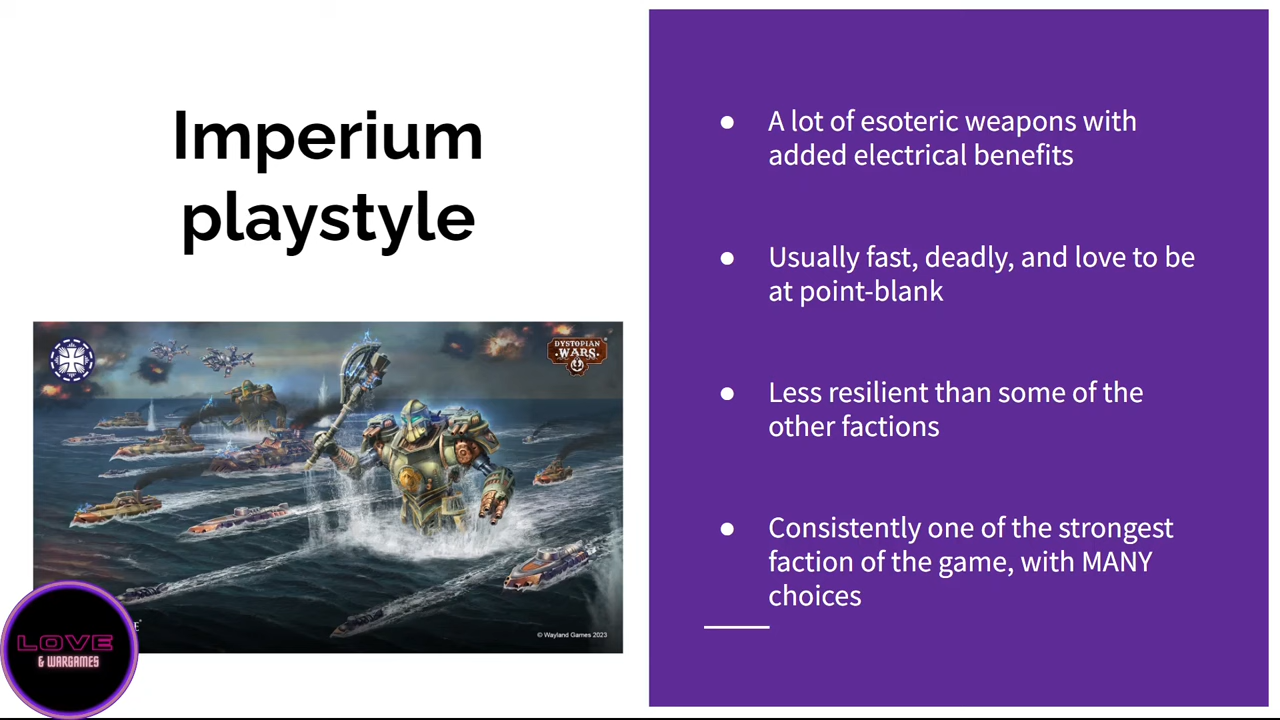 Imperium
playstyle
DYSTOPIAN
WARS
© Wayland Games 2023
LOVE
& WARGAMES
● A lot of esoteric weapons with
added electrical benefits
● Usually fast, deadly, and love to be
at point-blank
● Less resilient than some of the
other factions
● Consistently one of the strongest
faction of the game, with MANY
choices